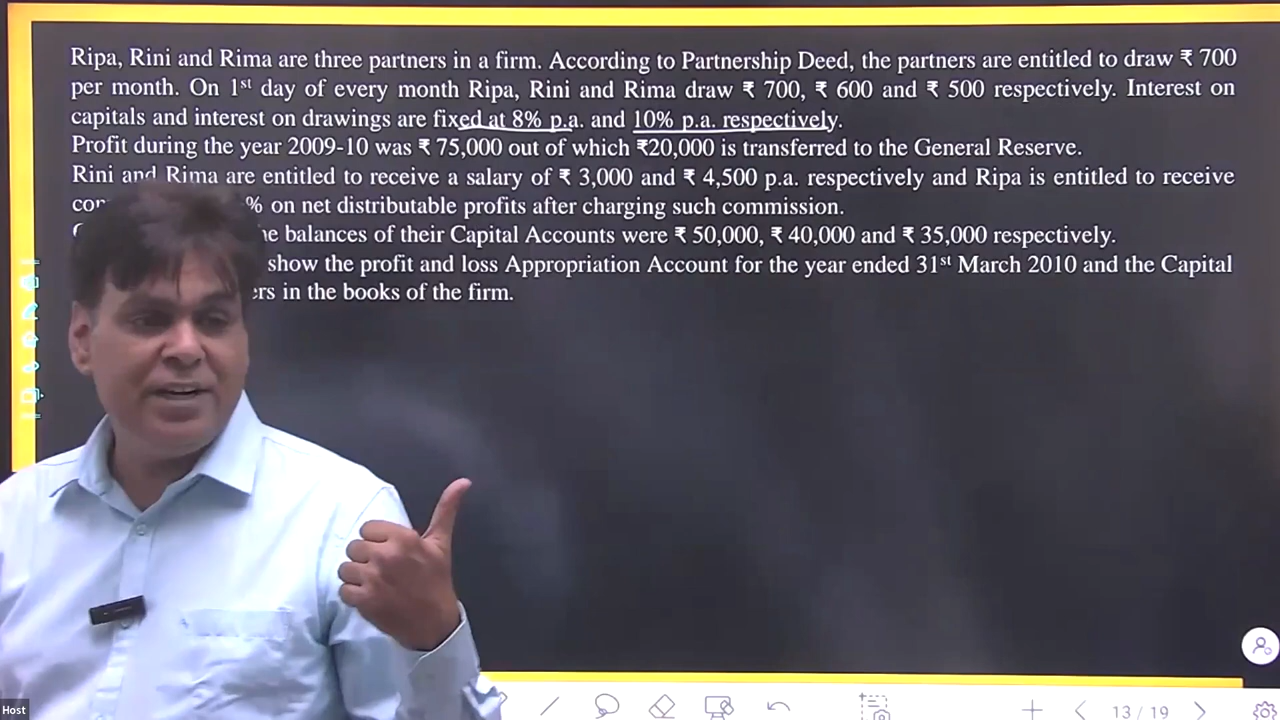 Ripa, Rini and Rima are three partners in a firm. According to Partnership Deed, the partners are entitled to draw ₹ 700
per month. On 1st day of every month Ripa, Rini and Rima draw ₹ 700, ₹ 600 and ₹ 500 respectively. Interest on
capitals and interest on drawings are fixed at 8% p.a. and 10% p.a. respectively.
Profit during the year 2009-10 was ₹ 75,000 out of which ₹20,000 is transferred to the General Reserve.
Rini and Rima are entitled to receive a salary of ₹ 3,000 and ₹ 4,500 p.a. respectively and Ripa is entitled to receive
% on net distributable profits after charging such commission.
balances of their Capital Accounts were ₹ 50,000, ₹ 40,000 and ₹ 35,000 respectively.
show the profit and loss Appropriation Account for the year ended 31st March 2010 and the Capital
in the books of the firm.
Host
13 / 19